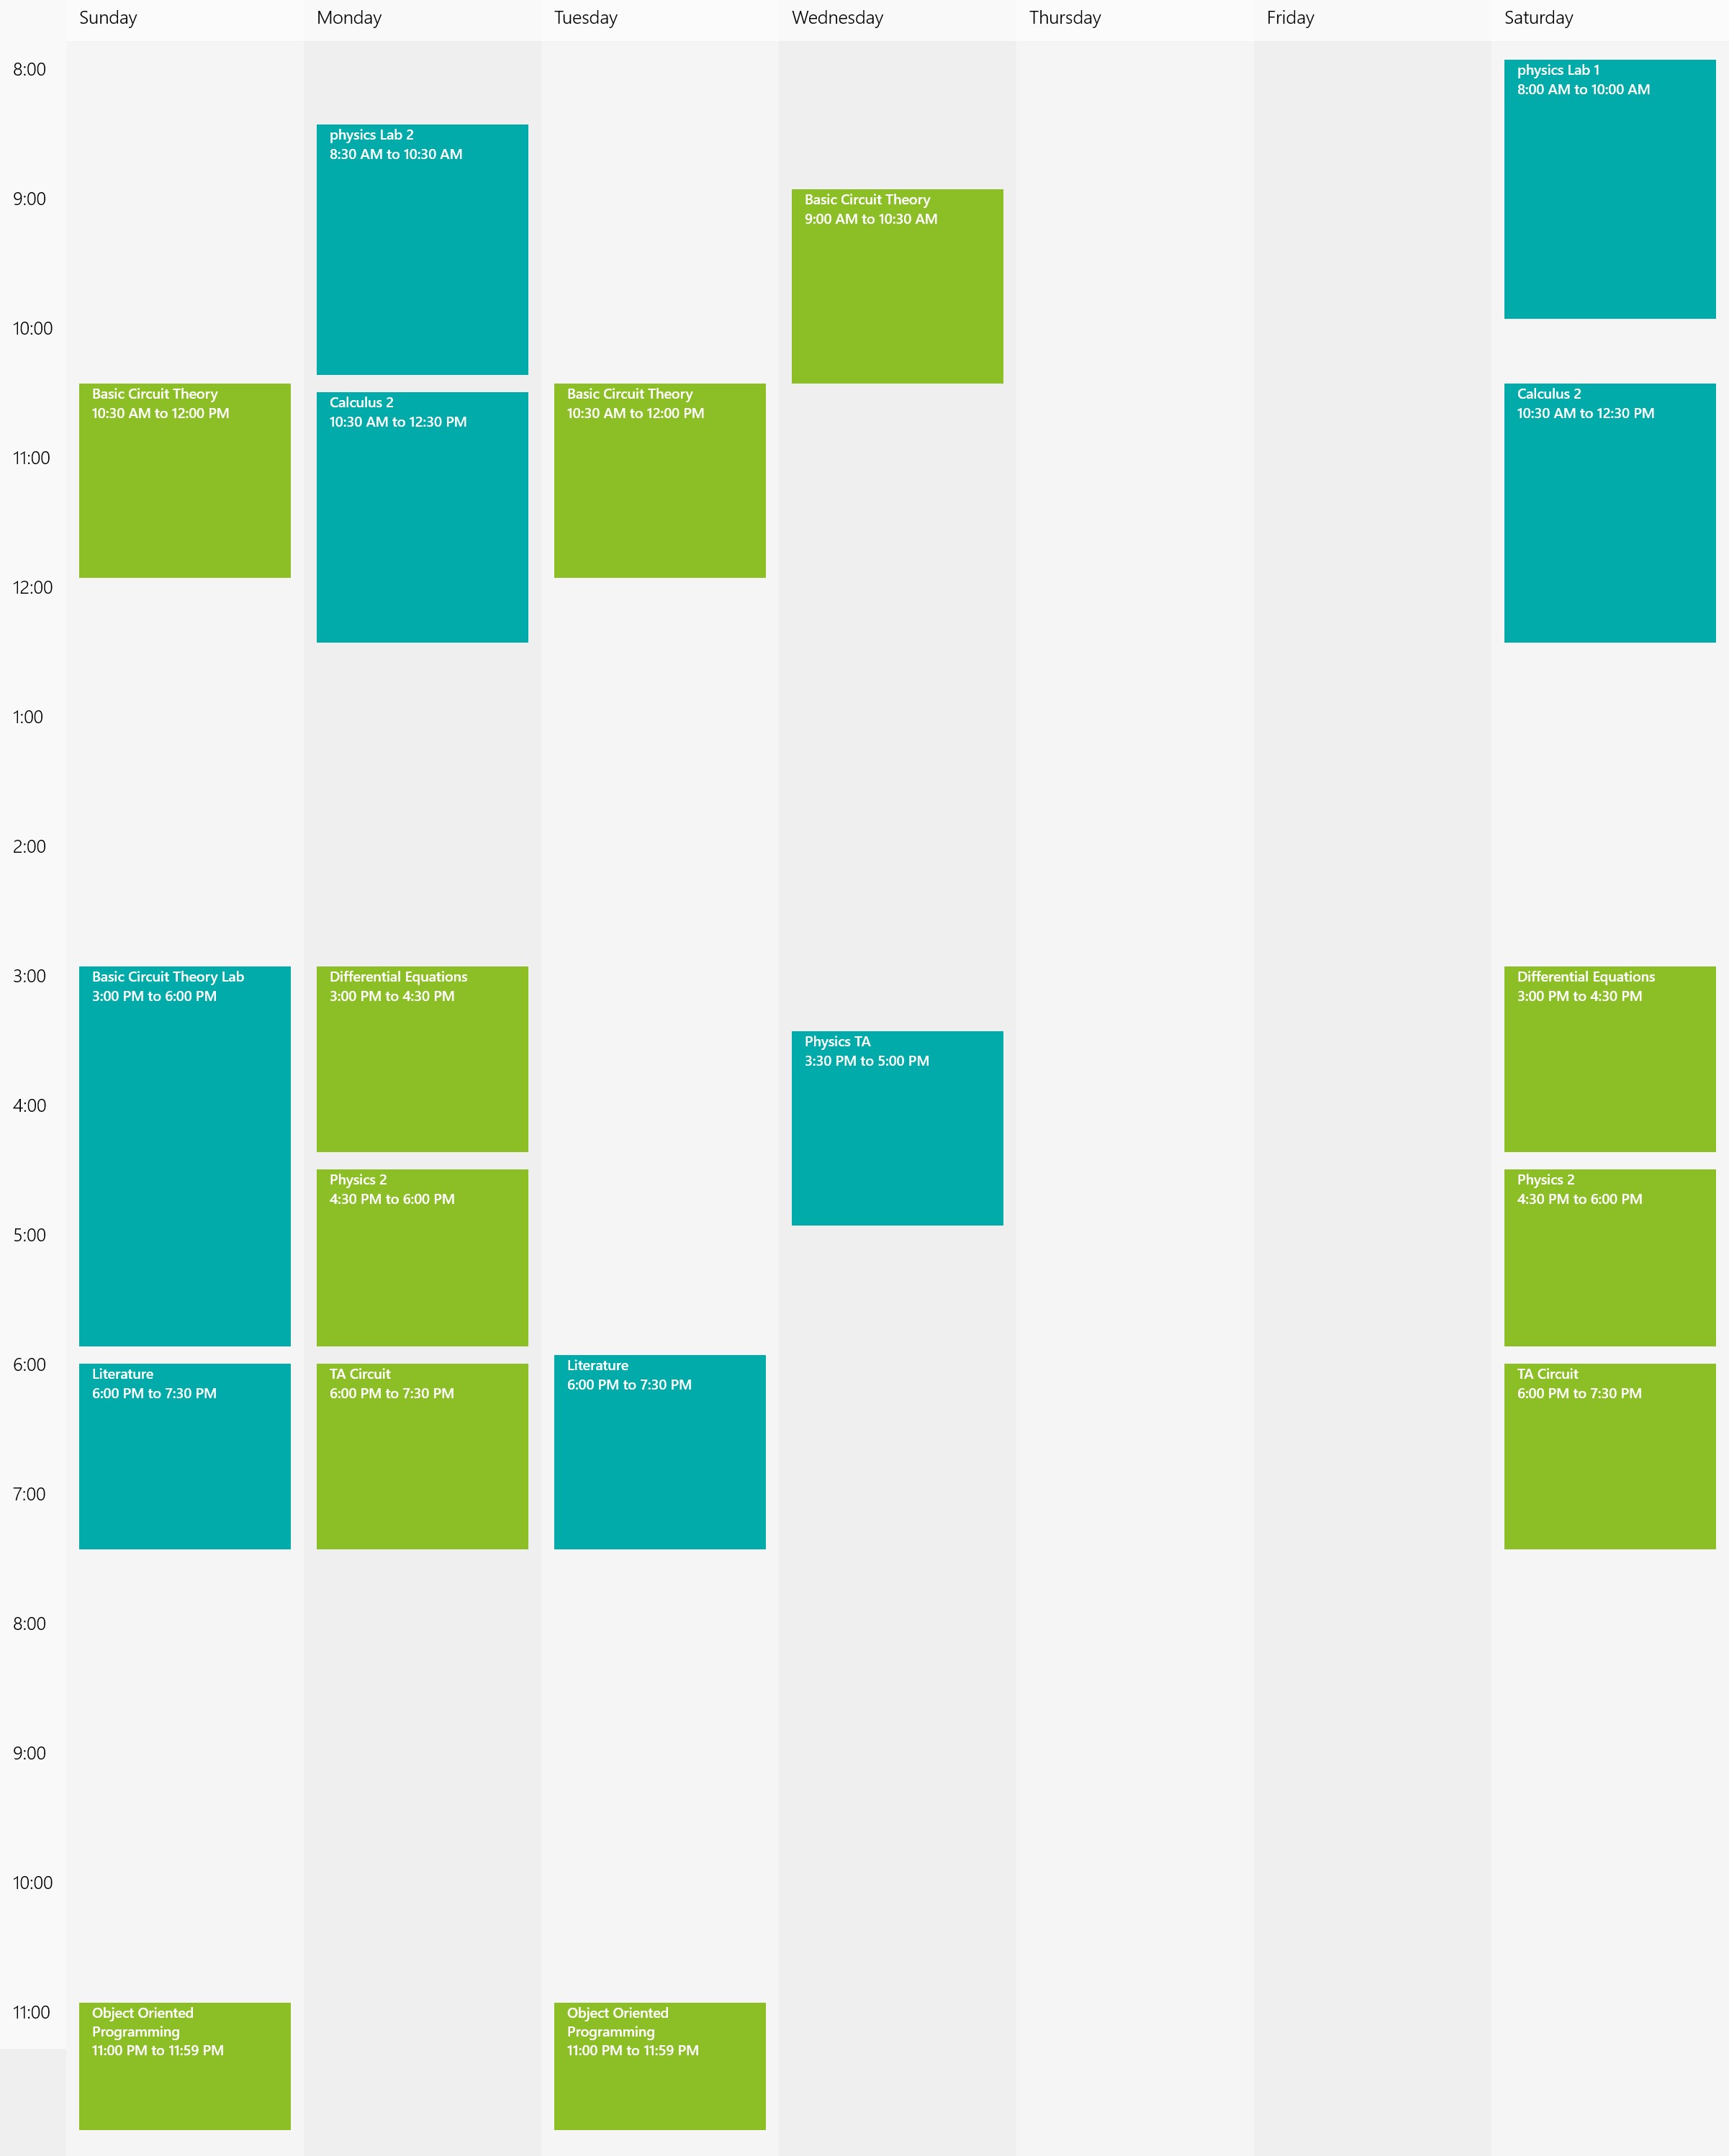 Sunday
Monday
Tuesday
Wednesday
Thursday
Friday
Saturday
8:00
physics Lab 1
8:00 AM to 10:00 AM
physics Lab 2
8:30 AM to 10:30 AM
9:00
Basic Circuit Theory
9:00 AM to 10:30 AM
10:00
Basic Circuit Theory
10:30 AM to 12:00 PM
Calculus 2
10:30 AM to 12:30 PM
Basic Circuit Theory
10:30 AM to 12:00 PM
Calculus 2
10:30 AM to 12:30 PM
11:00
12:00
1:00
2:00
3:00
Basic Circuit Theory Lab
3:00 PM to 6:00 PM
Differential Equations
3:00 PM to 4:30 PM
Differential Equations
3:00 PM to 4:30 PM
Physics TA
3:30 PM to 5:00 PM
4:00
Physics 2
4:30 PM to 6:00 PM
Physics 2
4:30 PM to 6:00 PM
5:00
6:00
Literature
6:00 PM to 7:30 PM
TA Circuit
6:00 PM to 7:30 PM
Literature
6:00 PM to 7:30 PM
TA Circuit
6:00 PM to 7:30 PM
7:00
8:00
9:00
10:00
11:00
Object Oriented
Programming
11:00 PM to 11:59 PM
Object Oriented
Programming
11:00 PM to 11:59 PM